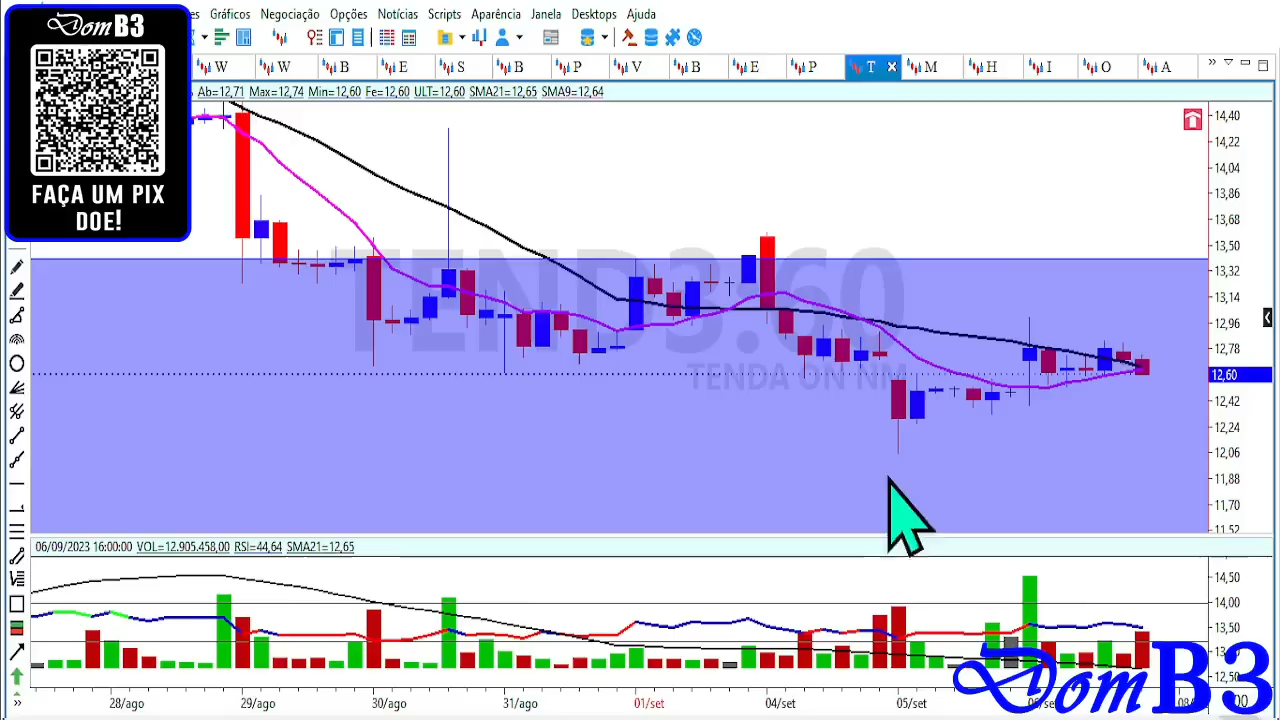 DomB3
FAÇA UM PIX
DOE!
Gráficos Negociação Opções Notícias Scripts Aparência Janela Desktops Ajuda
W W B E S B P V B E P T M H I O A
Ab=12,71 Max=12,74 Min=12,60 Fe=12,60 ULT=12,60 SMA21=12,65 SMA9=12,64
TEND3:60
TENDA ON NM
14,40
14,22
14,04
13,86
13,68
13,50
13,32
13,14
12,96
12,78
12,60
12,42
12,24
12,06
11,88
11,70
11,52
06/09/2023 16:00:00 VOL=12.905.458,00 RSI=44,64 SMA21=12,65
14,50
14,00
13,50
28/ago 29/ago 30/ago 31/ago 01/set 04/set 05/set
DomB3